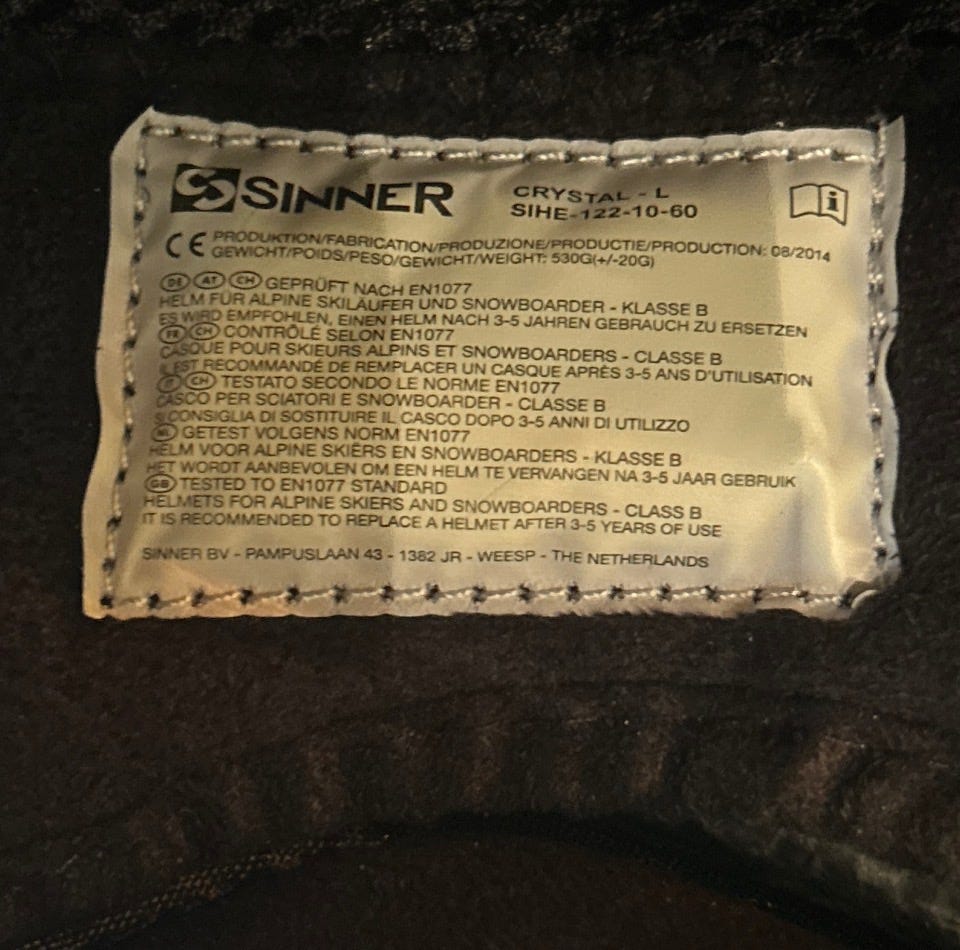 SINNER
CRYSTAL - L
SIHE-122-10-60
CE PRODUKTION/FABRICATION/PRODUZIONE/PRODUCTIE/PRODUCTION: 08/2014
GEWICHT/POIDS/PESO/GEWICHT/WEIGHT: 530G(+/-20G)
DE AT CH GEPRÜFT NACH EN1077
HELM FÜR ALPINE SKILÄUFER UND SNOWBOARDER - KLASSE B
ES WIRD EMPFOHLEN, EINEN HELM NACH 3-5 JAHREN GEBRAUCH ZU ERSETZEN
FR CH CONTRÔLÉ SELON EN1077
CASQUE POUR SKIEURS ALPINS ET SNOWBOARDERS - CLASSE B
IL EST RECOMMANDÉ DE REMPLACER UN CASQUE APRÈS 3-5 ANS D'UTILISATION
IT CH TESTATO SECONDO LE NORME EN1077
CASCO PER SCIATORI E SNOWBOARDER - CLASSE B
SI CONSIGLIA DI SOSTITUIRE IL CASCO DOPO 3-5 ANNI DI UTILIZZO
NL GETEST VOLGENS NORM EN1077
HELM VOOR ALPINE SKIËRS EN SNOWBOARDERS - KLASSE B
HET WORDT AANBEVOLEN OM EEN HELM TE VERVANGEN NA 3-5 JAAR GEBRUIK
GB TESTED TO EN1077 STANDARD
HELMETS FOR ALPINE SKIERS AND SNOWBOARDERS - CLASS B
IT IS RECOMMENDED TO REPLACE A HELMET AFTER 3-5 YEARS OF USE
SINNER BV - PAMPUSLAAN 43 - 1382 JR - WEESP - THE NETHERLANDS